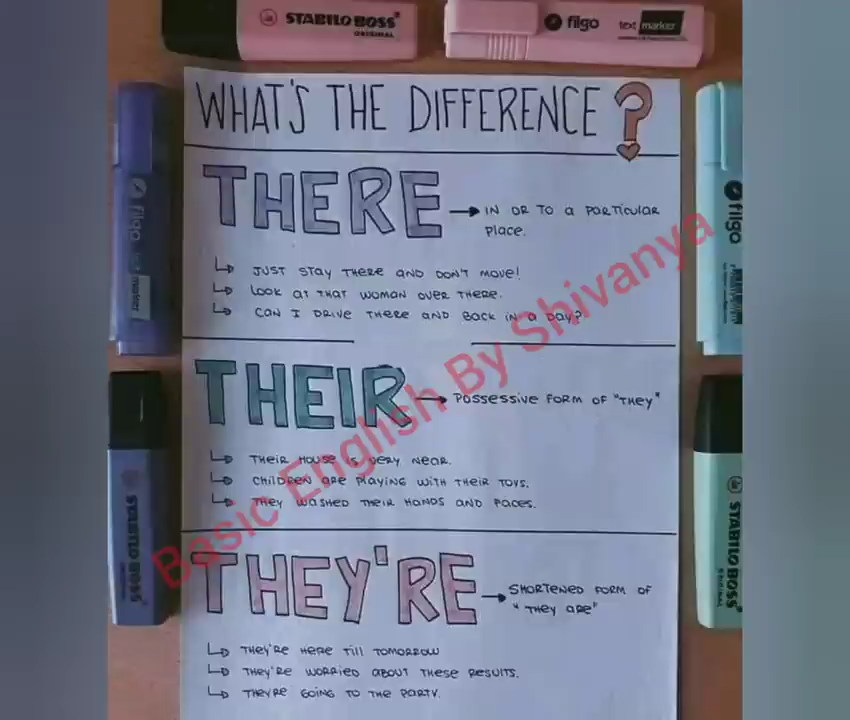 STABILO BOSS
ORIGINAL
filgo
text marker
WHAT'S THE DIFFERENCE?
THERE
IN OR TO A PARTICULAR
PLACE.
JUST STAY THERE AND DON'T MOVE!
LOOK AT THAT WOMAN OVER THERE.
CAN I DRIVE THERE AND BACK IN A DAY?
THEIR
POSSESSIVE FORM OF "THEY"
THEIR HOUSE IS VERY NEAR.
CHILDREN ARE PLAYING WITH THEIR TOYS.
THEY WASHED THEIR HANDS AND FACES.
THEY'RE
SHORTENED FORM OF
"THEY ARE"
THEY'RE HERE TILL TOMORROW
THEY'RE WORRIED ABOUT THESE RESULTS.
THEY'RE GOING TO THE PARTY.
Basic English By Shivanya
filgo
marker
filgo
STABILO BOSS
STABILO BOSS
ORIGINAL